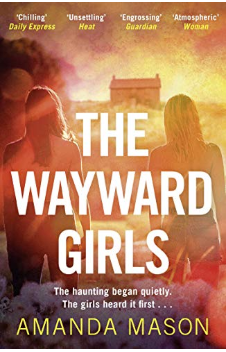 ‘Chilling’ ‘Unsettling’ ‘Engrossing’ ‘Atmospheric’
Daily Express Heat Guardian Woman
THE
WAYWARD
GIRLS
The haunting began quietly.
The girls heard it first . . .
AMANDA MASON